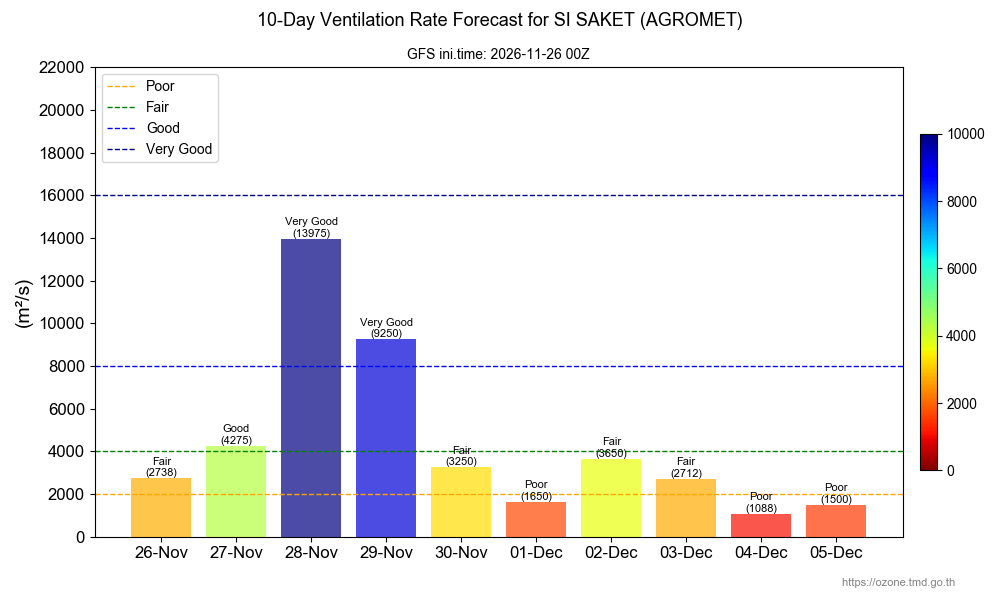 10-Day Ventilation Rate Forecast for SI SAKET (AGROMET)
GFS ini.time: 2026-11-26 00Z
(m²/s)
22000
20000
18000
16000
14000
12000
10000
8000
6000
4000
2000
0
Poor
Fair
Good
Very Good
Fair
(2738)
Good
(4275)
Very Good
(13975)
Very Good
(9250)
Fair
(3250)
Poor
(1650)
Fair
(3650)
Fair
(2712)
Poor
(1088)
Poor
(1500)
26-Nov
27-Nov
28-Nov
29-Nov
30-Nov
01-Dec
02-Dec
03-Dec
04-Dec
05-Dec
10000
8000
6000
4000
2000
0
https://ozone.tmd.go.th